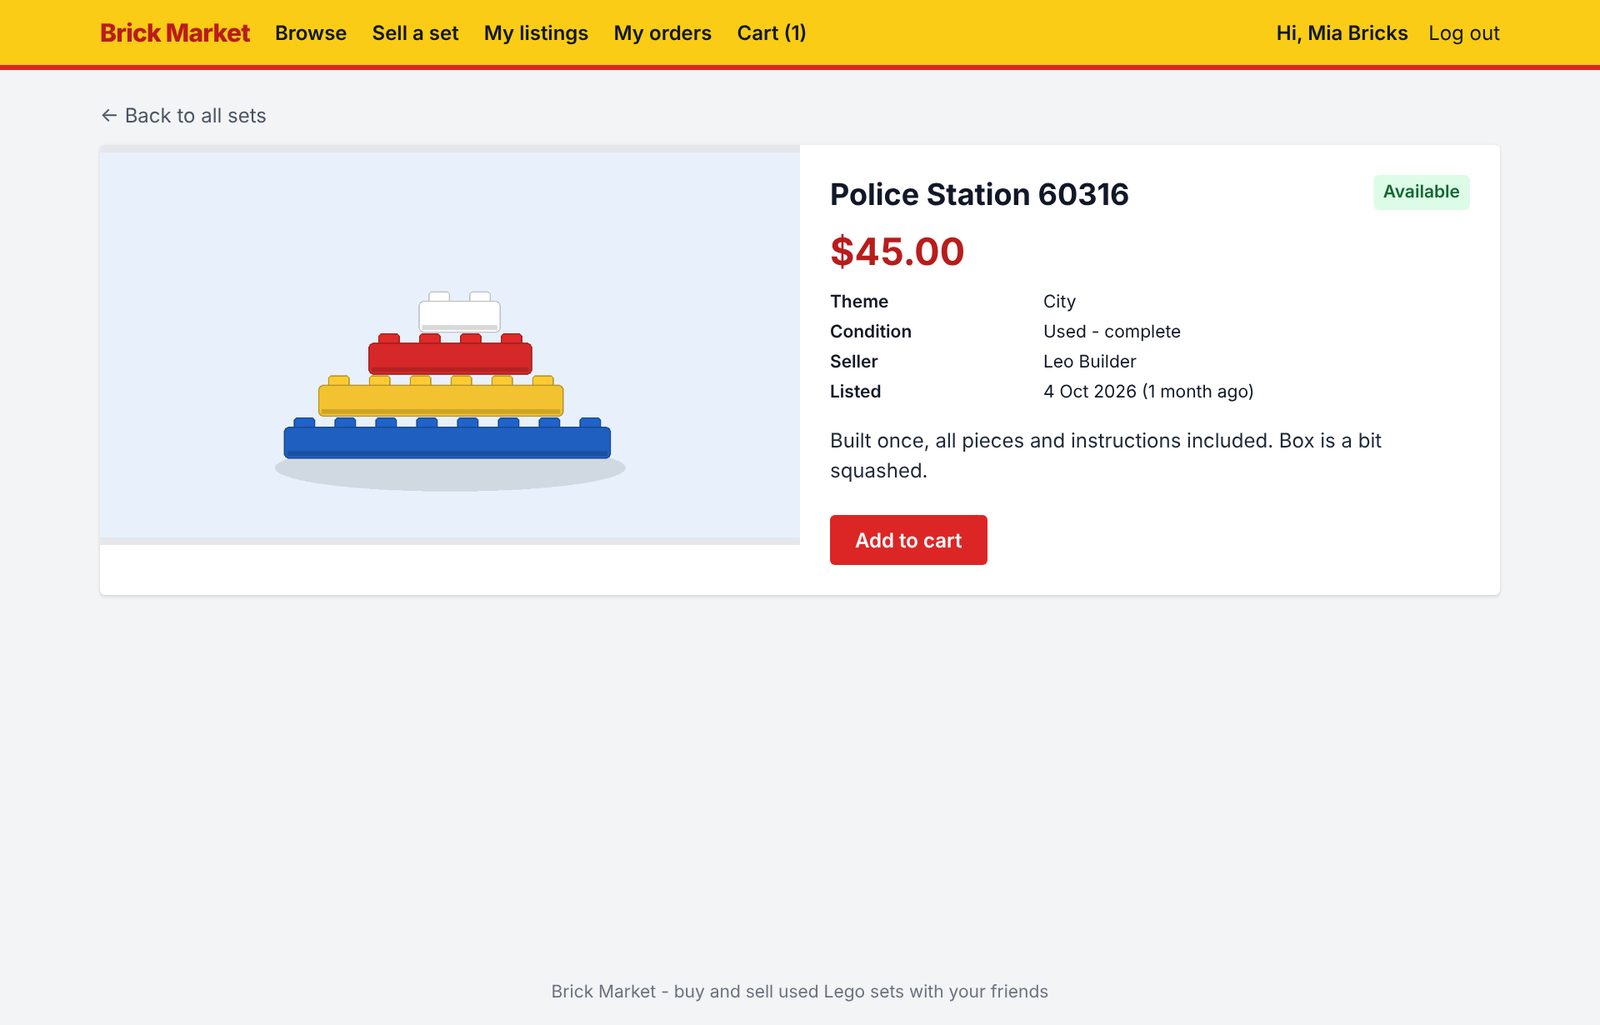 Brick Market Browse Sell a set My listings My orders Cart (1) Hi, Mia Bricks Log out
← Back to all sets
Police Station 60316 Available
$45.00
Theme City
Condition Used - complete
Seller Leo Builder
Listed 4 Oct 2026 (1 month ago)
Built once, all pieces and instructions included. Box is a bit
squashed.
Add to cart
Brick Market - buy and sell used Lego sets with your friends